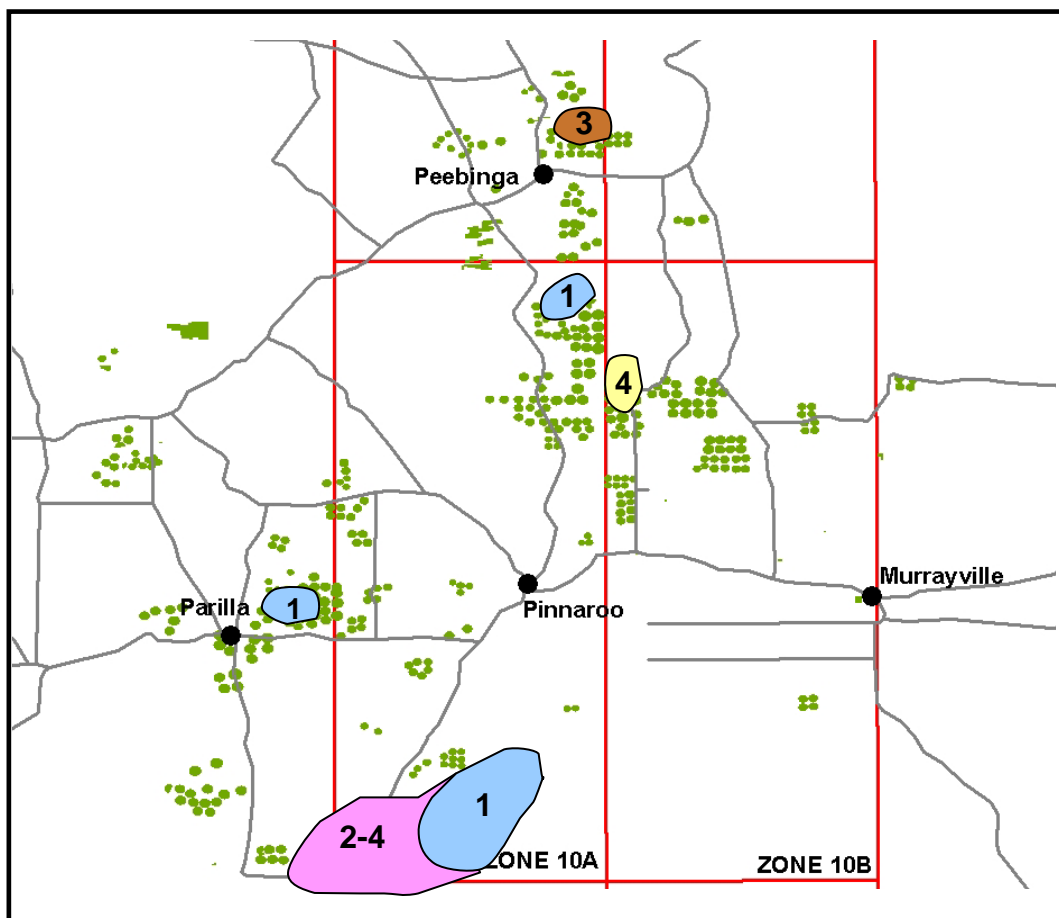 3
Peebinga
1
4
Murrayville
Parilla
1
Pinnaroo
1
2-4
ZONE 10A
ZONE 10B